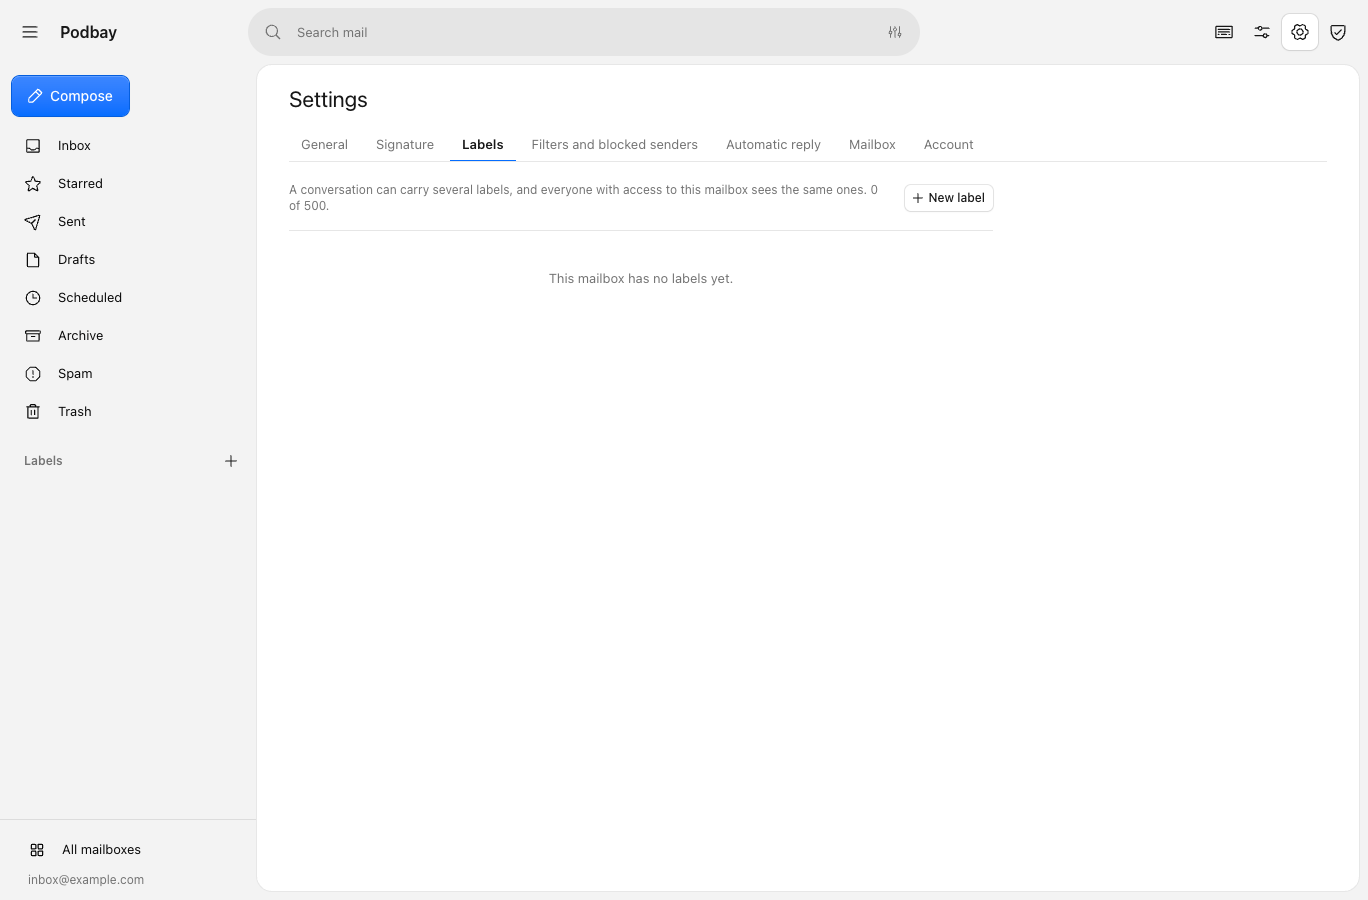 Podbay
Search mail
Compose
Inbox
Starred
Sent
Drafts
Scheduled
Archive
Spam
Trash
Labels
All mailboxes
inbox@example.com
Settings
General
Signature
Labels
Filters and blocked senders
Automatic reply
Mailbox
Account
A conversation can carry several labels, and everyone with access to this mailbox sees the same ones. 0
of 500.
New label
This mailbox has no labels yet.